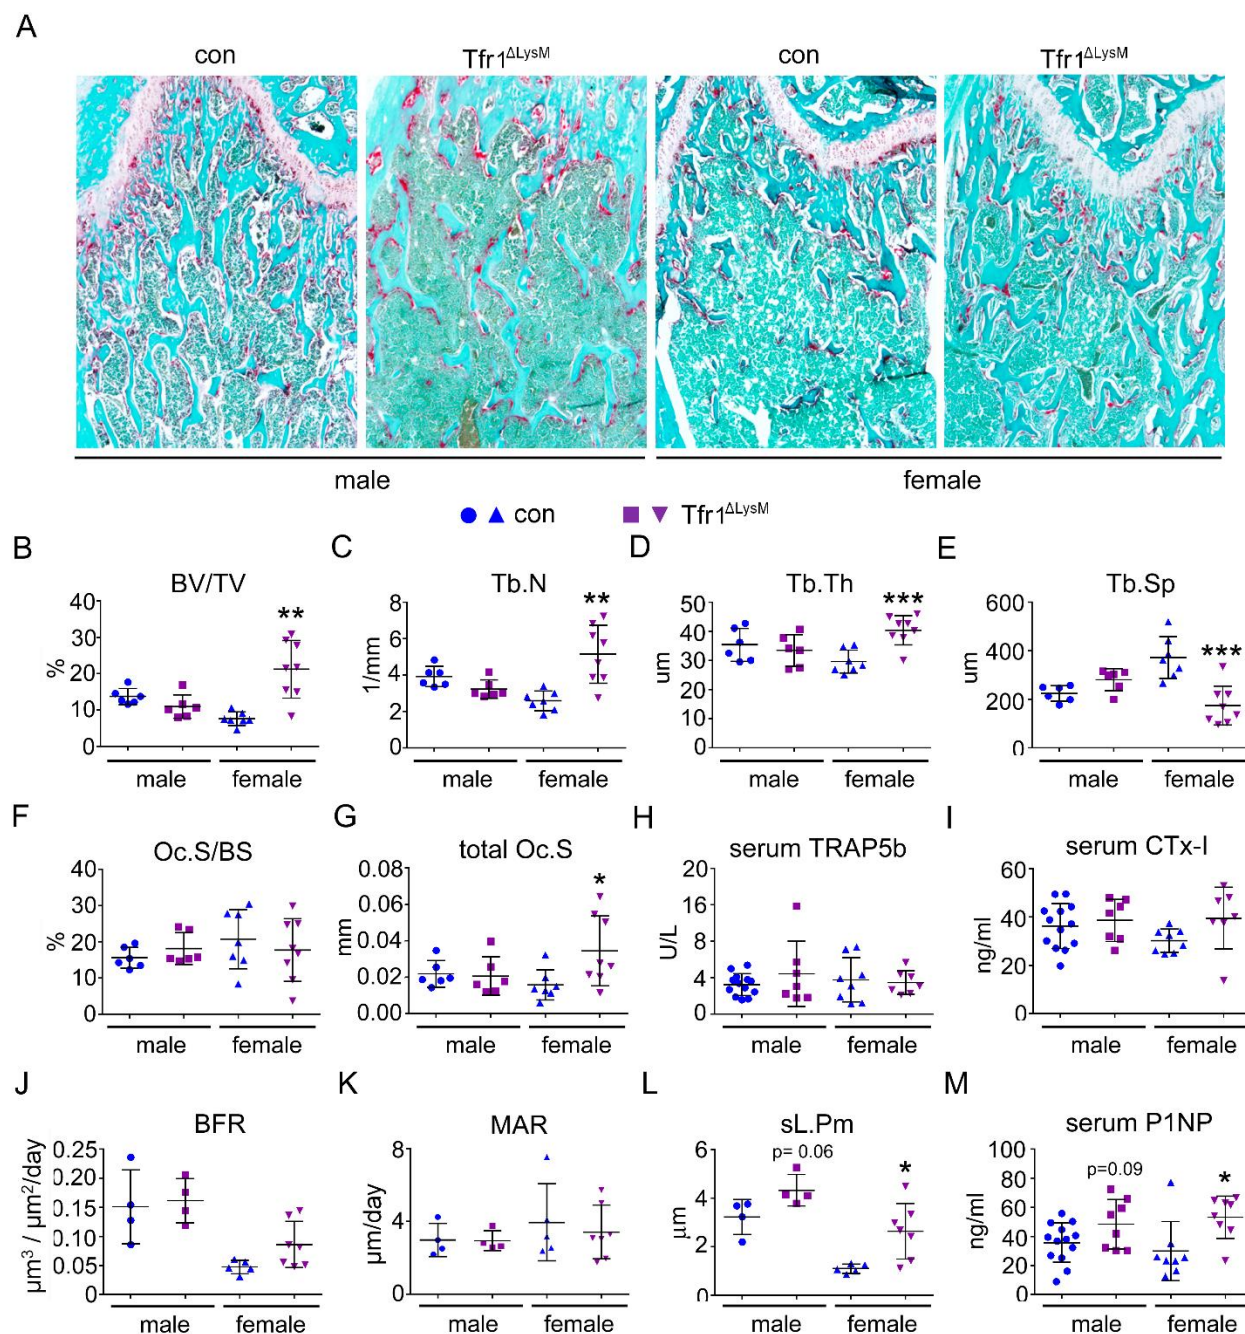 A
con Tfr1ΔLysM con Tfr1ΔLysM
male female
con Tfr1ΔLysM
B C D E
BV/TV Tb.N Tb.Th Tb.Sp
% 1/mm um um
40 30 20 10 0
8 6 4 2 0
50 40 30 20 10 0
600 400 200 0
** ** *** ***
male female male female male female male female
F G H I
Oc.S/BS total Oc.S serum TRAP5b serum CTx-I
% mm U/L ng/ml
40 30 20 10 0
0.08 0.06 0.04 0.02 0.00
20 16 12 8 4 0
60 40 20 0
*
male female male female male female male female
J K L M
BFR MAR sL.Pm serum P1NP
µm³ / µm²/day µm/day µm ng/ml
0.25 0.20 0.15 0.10 0.05 0.00
8 4 0
6 4 2 0
100 80 60 40 20 0
p= 0.06 * p=0.09 *
male female male female male female male female